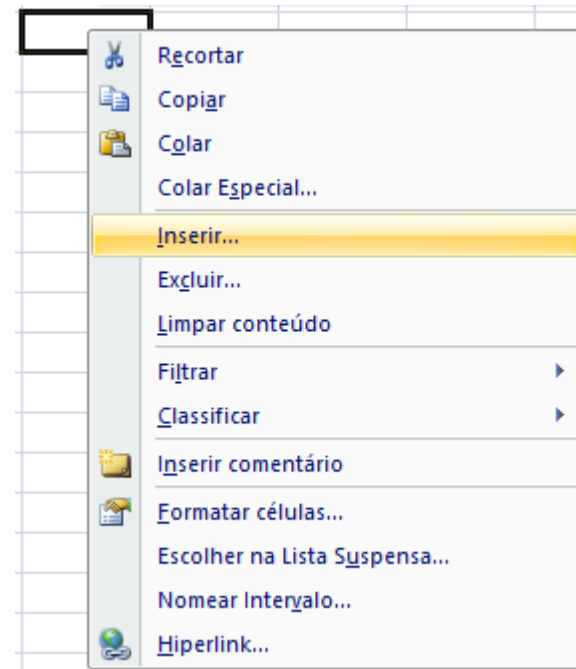 Recortar
Copiar
Colar
Colar Especial...
Inserir...
Excluir...
Limpar conteúdo
Filtrar
Classificar
Inserir comentário
Formatar células...
Escolher na Lista Suspensa...
Nomear Intervalo...
Hiperlink...